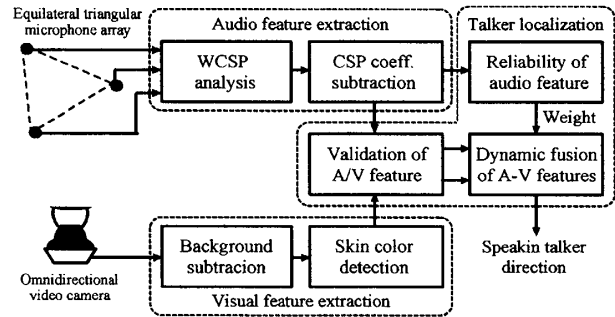 Equilateral triangular
microphone array
Audio feature extraction
Talker localization
WCSP
analysis
CSP coeff.
subtraction
Reliability of
audio feature
Weight
Validation of
A/V feature
Dynamic fusion
of A-V features
Background
subtracion
Skin color
detection
Speakin talker
direction
Omnidirectional
video camera
Visual feature extraction